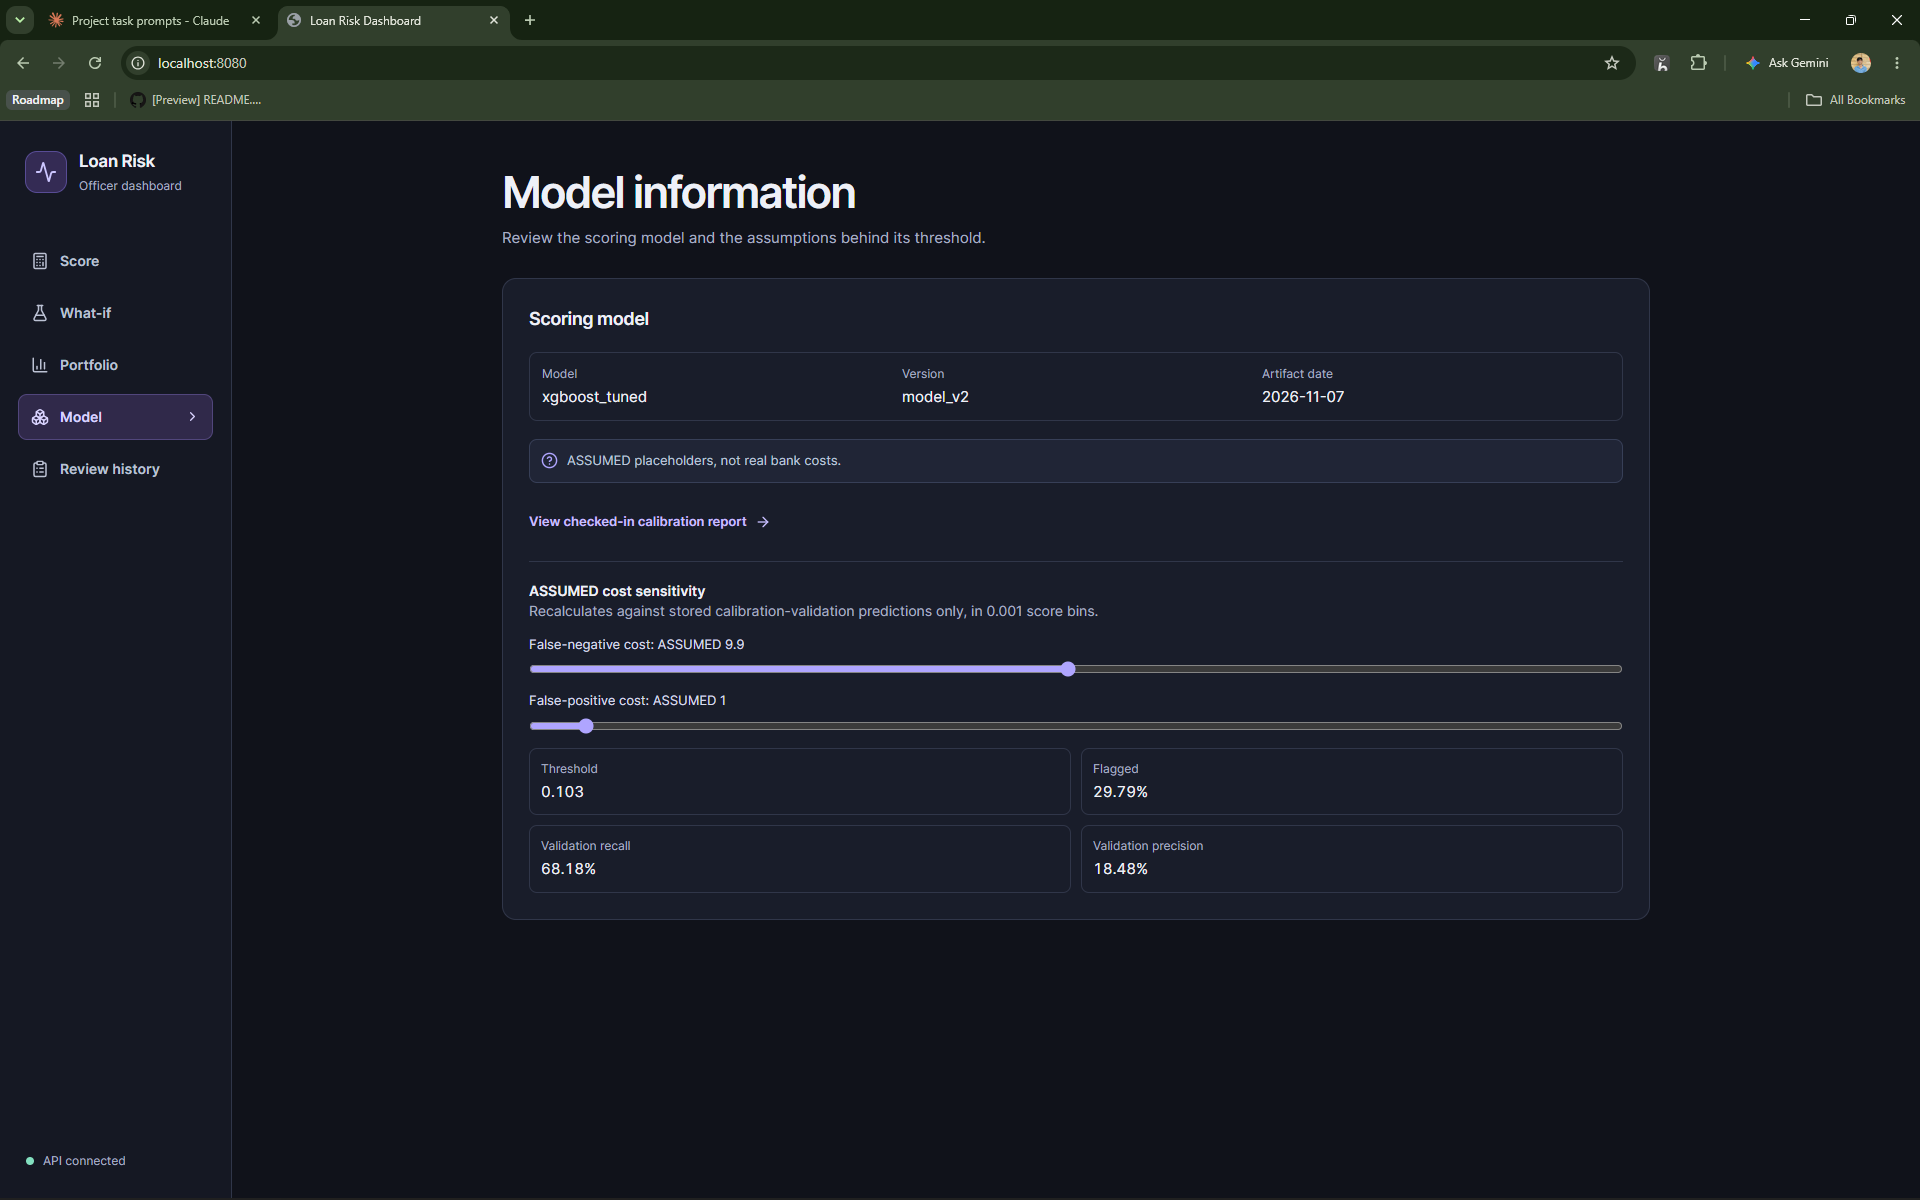 Project task prompts - Claude
Loan Risk Dashboard
localhost:8080
Ask Gemini
Roadmap
[Preview] README....
All Bookmarks
Loan Risk
Officer dashboard
Score
What-if
Portfolio
Model
Review history
API connected
Model information
Review the scoring model and the assumptions behind its threshold.
Scoring model
Model Version Artifact date
xgboost_tuned model_v2 2026-11-07
ASSUMED placeholders, not real bank costs.
View checked-in calibration report →
ASSUMED cost sensitivity
Recalculates against stored calibration-validation predictions only, in 0.001 score bins.
False-negative cost: ASSUMED 9.9
False-positive cost: ASSUMED 1
Threshold
0.103
Flagged
29.79%
Validation recall
68.18%
Validation precision
18.48%